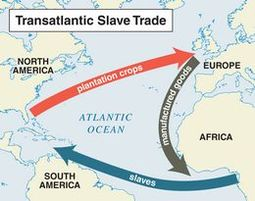 Transatlantic Slave Trade
NORTH
AMERICA
plantation crops
EUROPE
manufactured goods
ATLANTIC
OCEAN
AFRICA
slaves
SOUTH
AMERICA